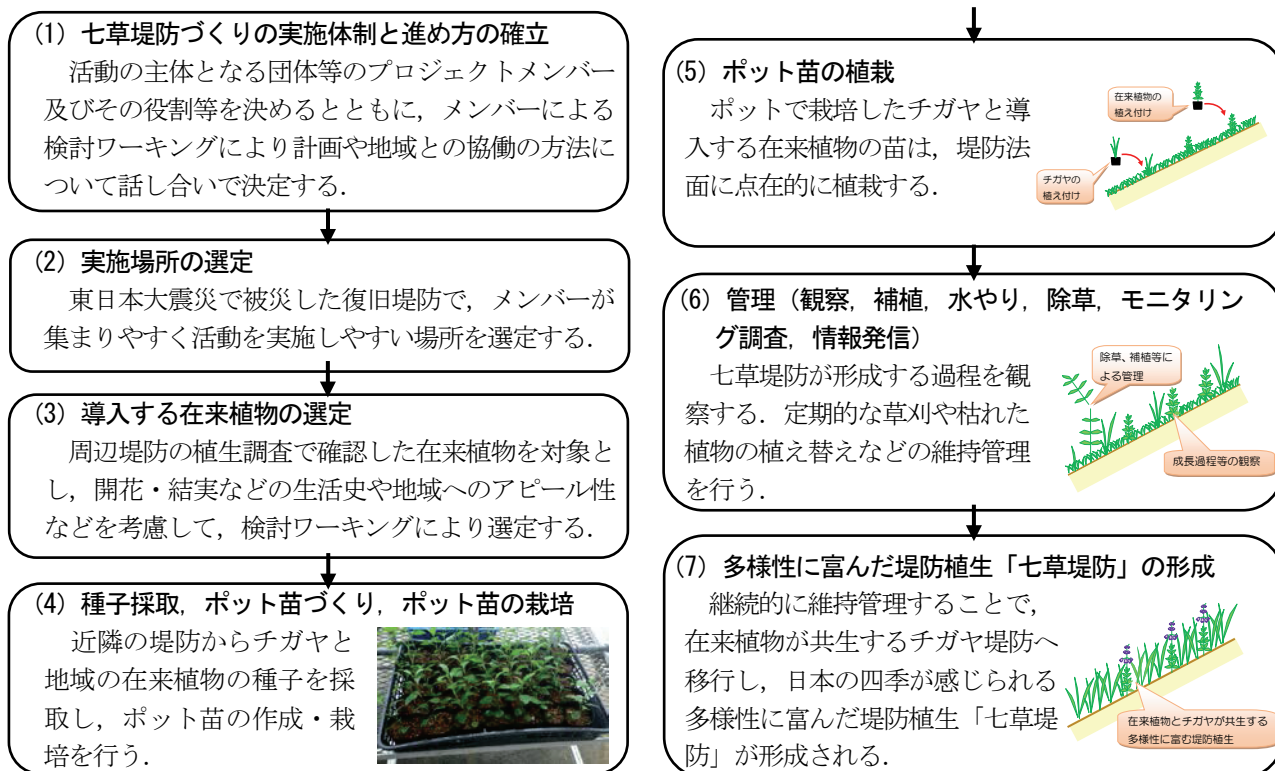 (1) 七草堤防づくりの実施体制と進め方の確立
活動の主体となる団体等のプロジェクトメンバー
及びその役割等を決めるとともに，メンバーによる
検討ワーキングにより計画や地域との協働の方法に
ついて話し合いで決定する．
(2) 実施場所の選定
東日本大震災で被災した復旧堤防で，メンバーが
集まりやすく活動を実施しやすい場所を選定する．
(3) 導入する在来植物の選定
周辺堤防の植生調査で確認した在来植物を対象と
し，開花・結実などの生活史や地域へのアピール性
などを考慮して，検討ワーキングにより選定する．
(4) 種子採取，ポット苗づくり，ポット苗の栽培
近隣の堤防からチガヤと
地域の在来植物の種子を採
取し，ポット苗の作成・栽
培を行う．
(5) ポット苗の植栽
ポットで栽培したチガヤと導
入する在来植物の苗は，堤防法
面に点在的に植栽する．
在来植物の
植え付け
チガヤの
植え付け
(6) 管理（観察，補植，水やり，除草，モニタリン
グ調査，情報発信）
七草堤防が形成する過程を観
察する．定期的な草刈や枯れた
植物の植え替えなどの維持管理
を行う．
除草、補植等に
よる管理
成長過程等の観察
(7) 多様性に富んだ堤防植生「七草堤防」の形成
継続的に維持管理することで，
在来植物が共生するチガヤ堤防へ
移行し，日本の四季が感じられる
多様性に富んだ堤防植生「七草堤
防」が形成される．
在来植物とチガヤが共生する
多様性に富む堤防植生